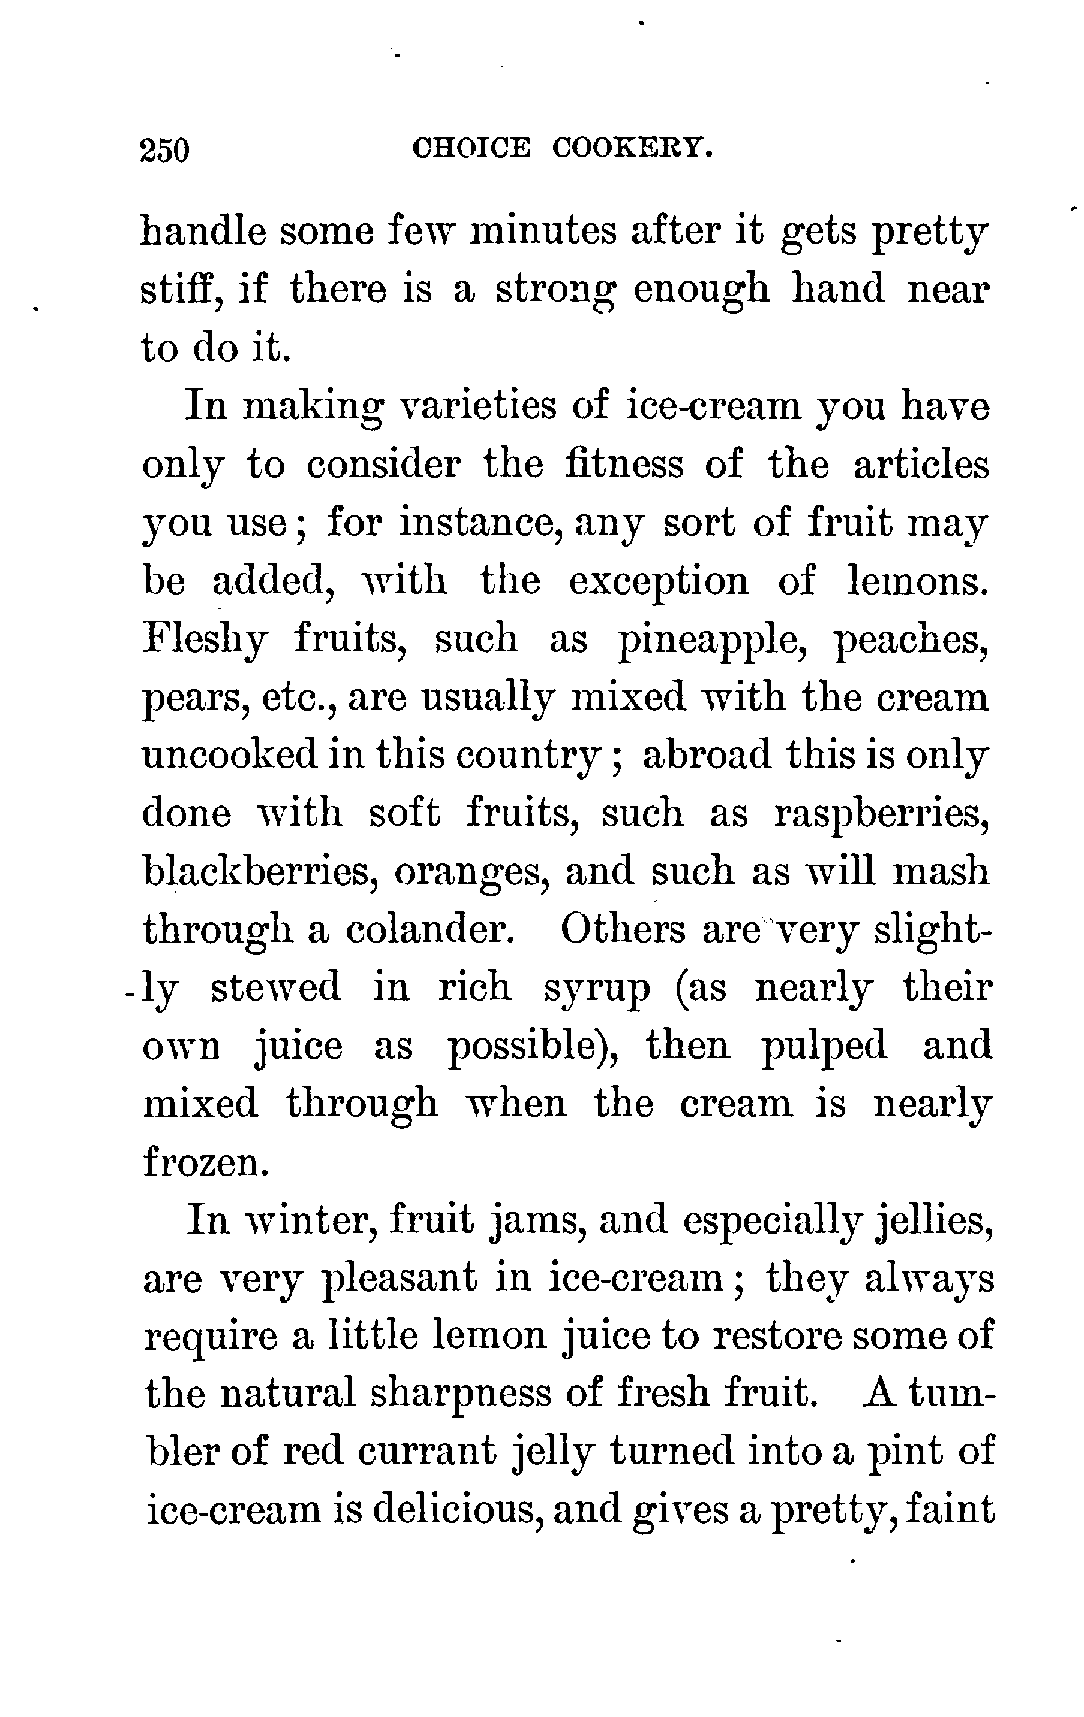 250 CHOICE COOKERY.
handle some few minutes after it gets pretty
stiff, if there is a strong enough hand near
to do it.
In making varieties of ice-cream you have
only to consider the fitness of the articles
you use; for instance, any sort of fruit may
be added, with the exception of lemons.
Fleshy fruits, such as pineapple, peaches,
pears, etc., are usually mixed with the cream
uncooked in this country; abroad this is only
done with soft fruits, such as raspberries,
blackberries, oranges, and such as will mash
through a colander. Others are very slight-
ly stewed in rich syrup (as nearly their
own juice as possible), then pulped and
mixed through when the cream is nearly
frozen.
In winter, fruit jams, and especially jellies,
are very pleasant in ice-cream; they always
require a little lemon juice to restore some of
the natural sharpness of fresh fruit. A tum-
bler of red currant jelly turned into a pint of
ice-cream is delicious, and gives a pretty, faint